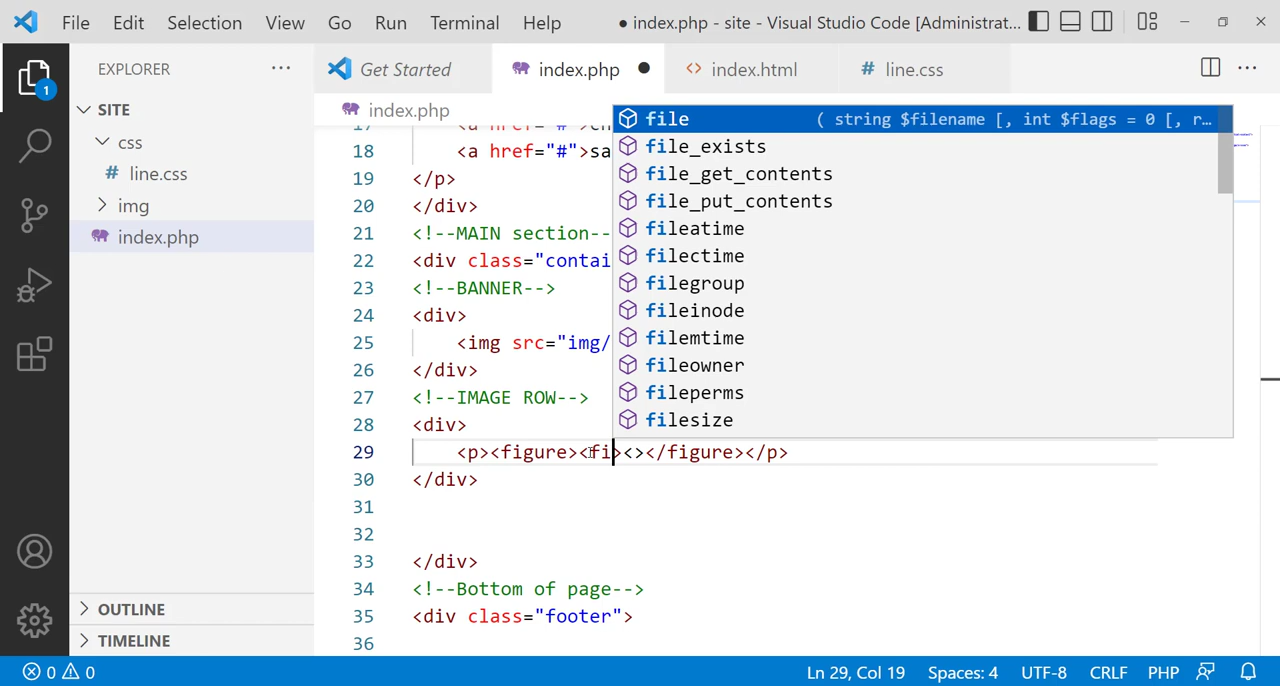 File Edit Selection View Go Run Terminal Help ● index.php - site - Visual Studio Code [Administrat...
EXPLORER ...
Get Started index.php ● index.html # line.css ...
1
SITE
css
# line.css
img
index.php
index.php
18 <a href="#">sa
19 </p>
20 </div>
21 <!--MAIN section--
22 <div class="contai
23 <!--BANNER-->
24 <div>
25 <img src="img/
26 </div>
27 <!--IMAGE ROW-->
28 <div>
29 <p><figure><fi><></figure></p>
30 </div>
31
32
33 </div>
34 <!--Bottom of page-->
35 <div class="footer">
36
file ( string $filename [, int $flags = 0 [, r...
file_exists
file_get_contents
file_put_contents
fileatime
filectime
filegroup
fileinode
filemtime
fileowner
fileperms
filesize
OUTLINE
TIMELINE
0 0 Ln 29, Col 19 Spaces: 4 UTF-8 CRLF PHP